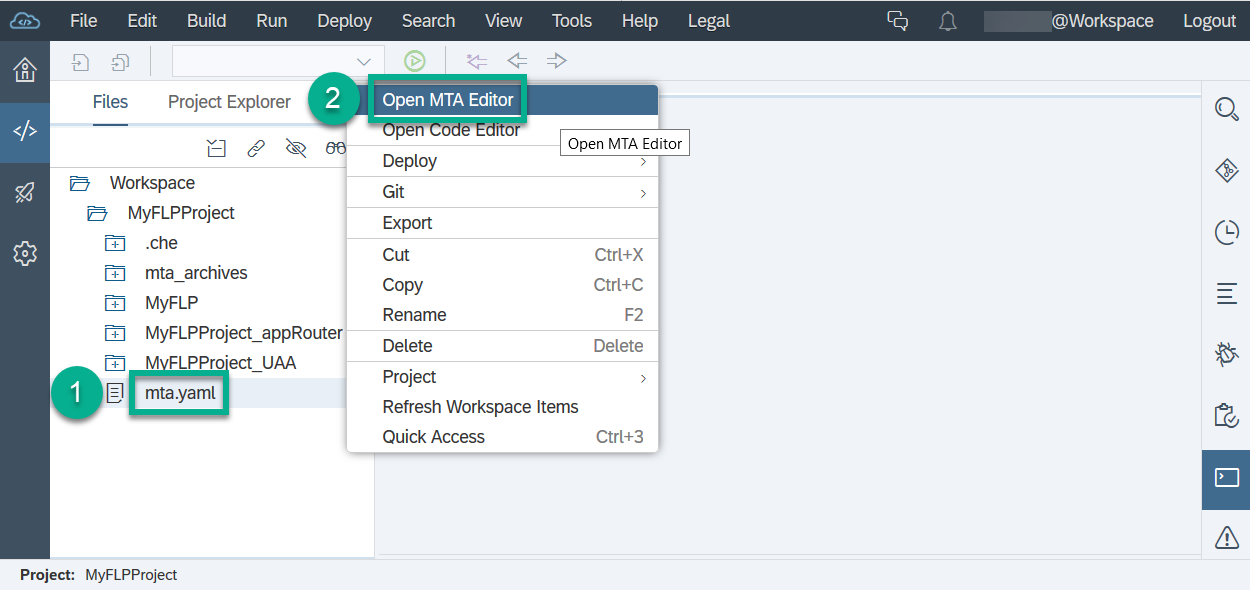 File Edit Build Run Deploy Search View Tools Help Legal @Workspace Logout
Files Project Explorer
2
Open MTA Editor
Open Code Editor
Open MTA Editor
Deploy
Git
Export
Cut Ctrl+X
Copy Ctrl+C
Rename F2
Delete Delete
Project
Refresh Workspace Items
Quick Access Ctrl+3
Workspace
MyFLPProject
.che
mta_archives
MyFLP
MyFLPProject_appRouter
MyFLPProject_UAA
1
mta.yaml
Project: MyFLPProject